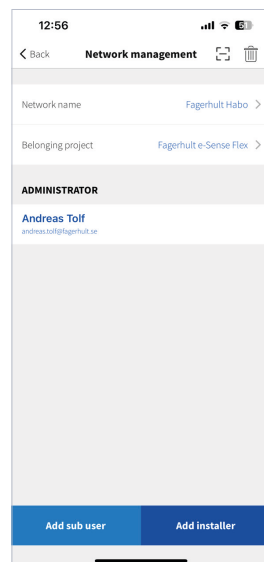 12:56
Back Network management
Network name Fagerhult Habo
Belonging project Fagerhult e-Sense Flex
ADMINISTRATOR
Andreas Tolf
andreas.tolf@fagerhult.se
Add sub user Add installer